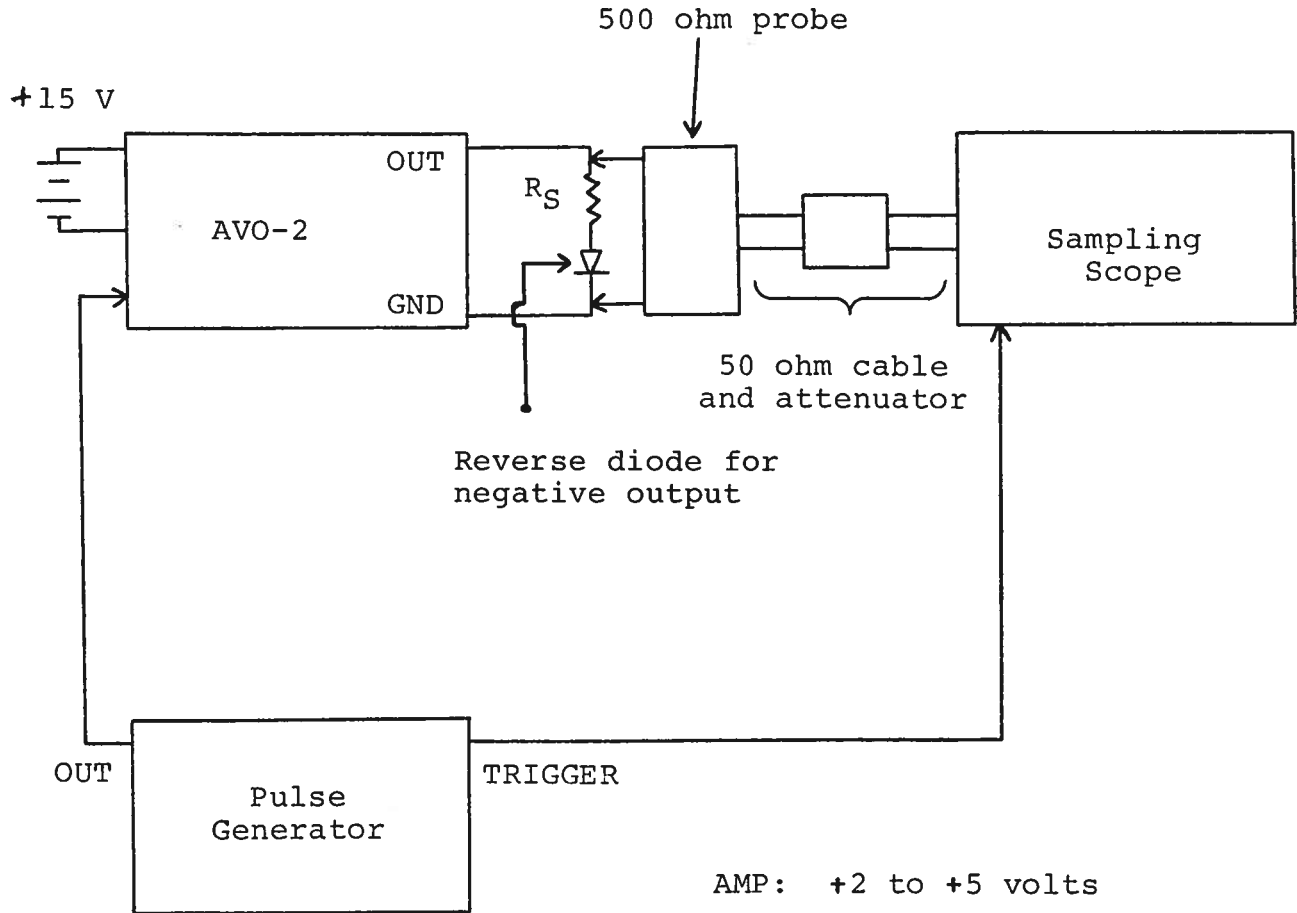 500 ohm probe
+15 V
OUT
RS
AVO-2
GND
Sampling
Scope
50 ohm cable
and attenuator
Reverse diode for
negative output
OUT
TRIGGER
Pulse
Generator
AMP: +2 to +5 volts